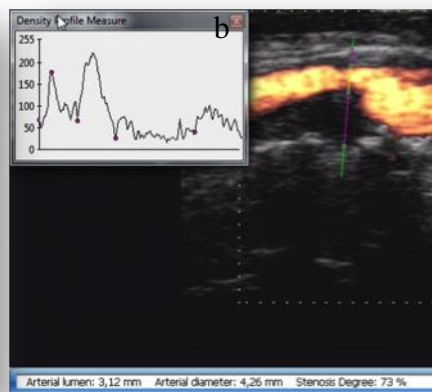 Density Profile Measure
b
255
200
150
100
50
0
Arterial lumen: 3,12 mm Arterial diameter: 4,26 mm Stenosis Degree: 73 %